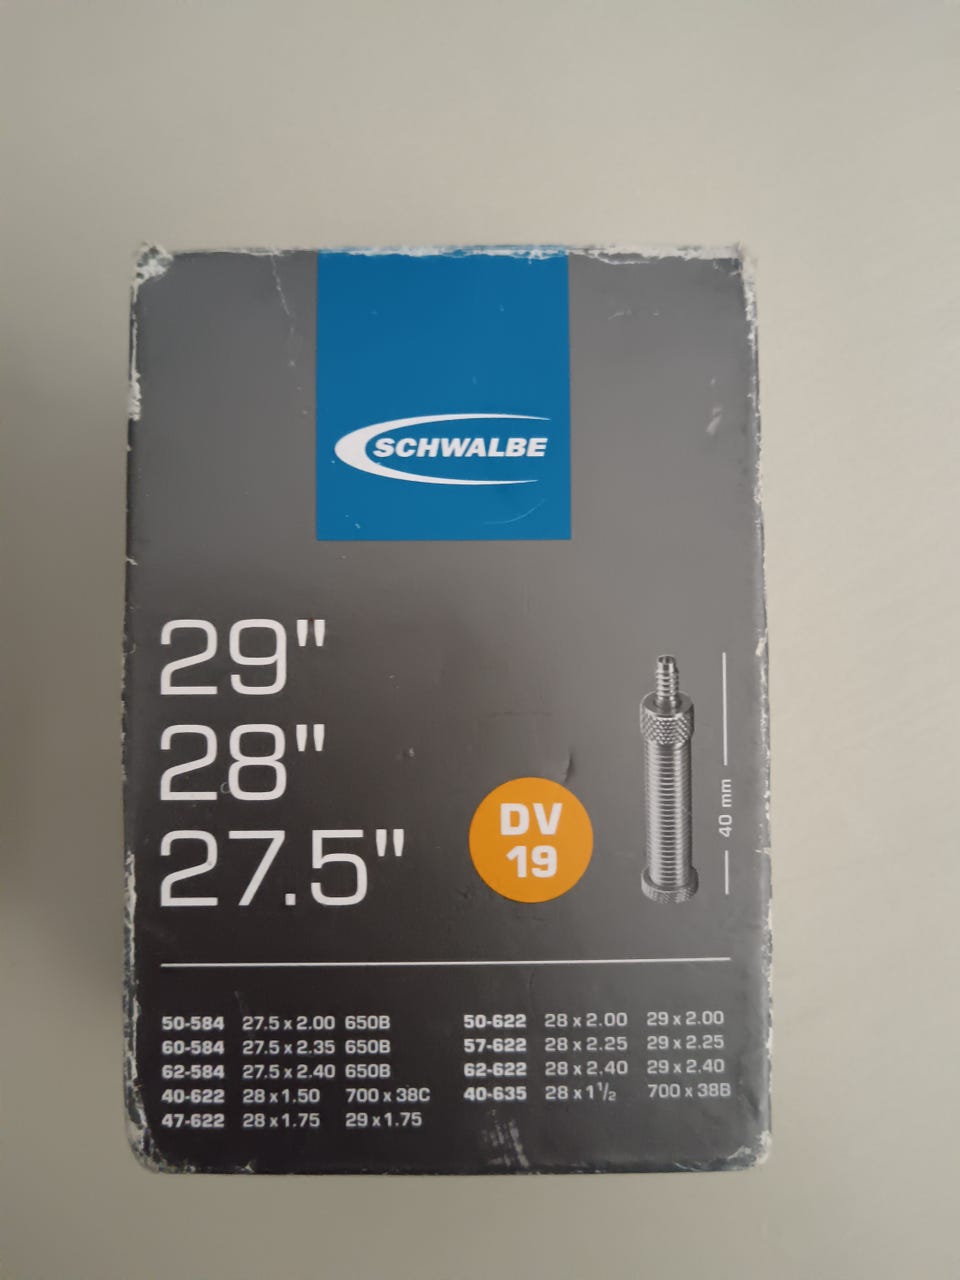 SCHWALBE
29"
28"
27.5"
DV
19
40 mm
50-584 27.5 x 2.00 650B
60-584 27.5 x 2.35 650B
62-584 27.5 x 2.40 650B
40-622 28 x 1.50 700 x 38C
47-622 28 x 1.75 29 x 1.75
50-622 28 x 2.00 29 x 2.00
57-622 28 x 2.25 29 x 2.25
62-622 28 x 2.40 29 x 2.40
40-635 28 x 1 1/2 700 x 38B